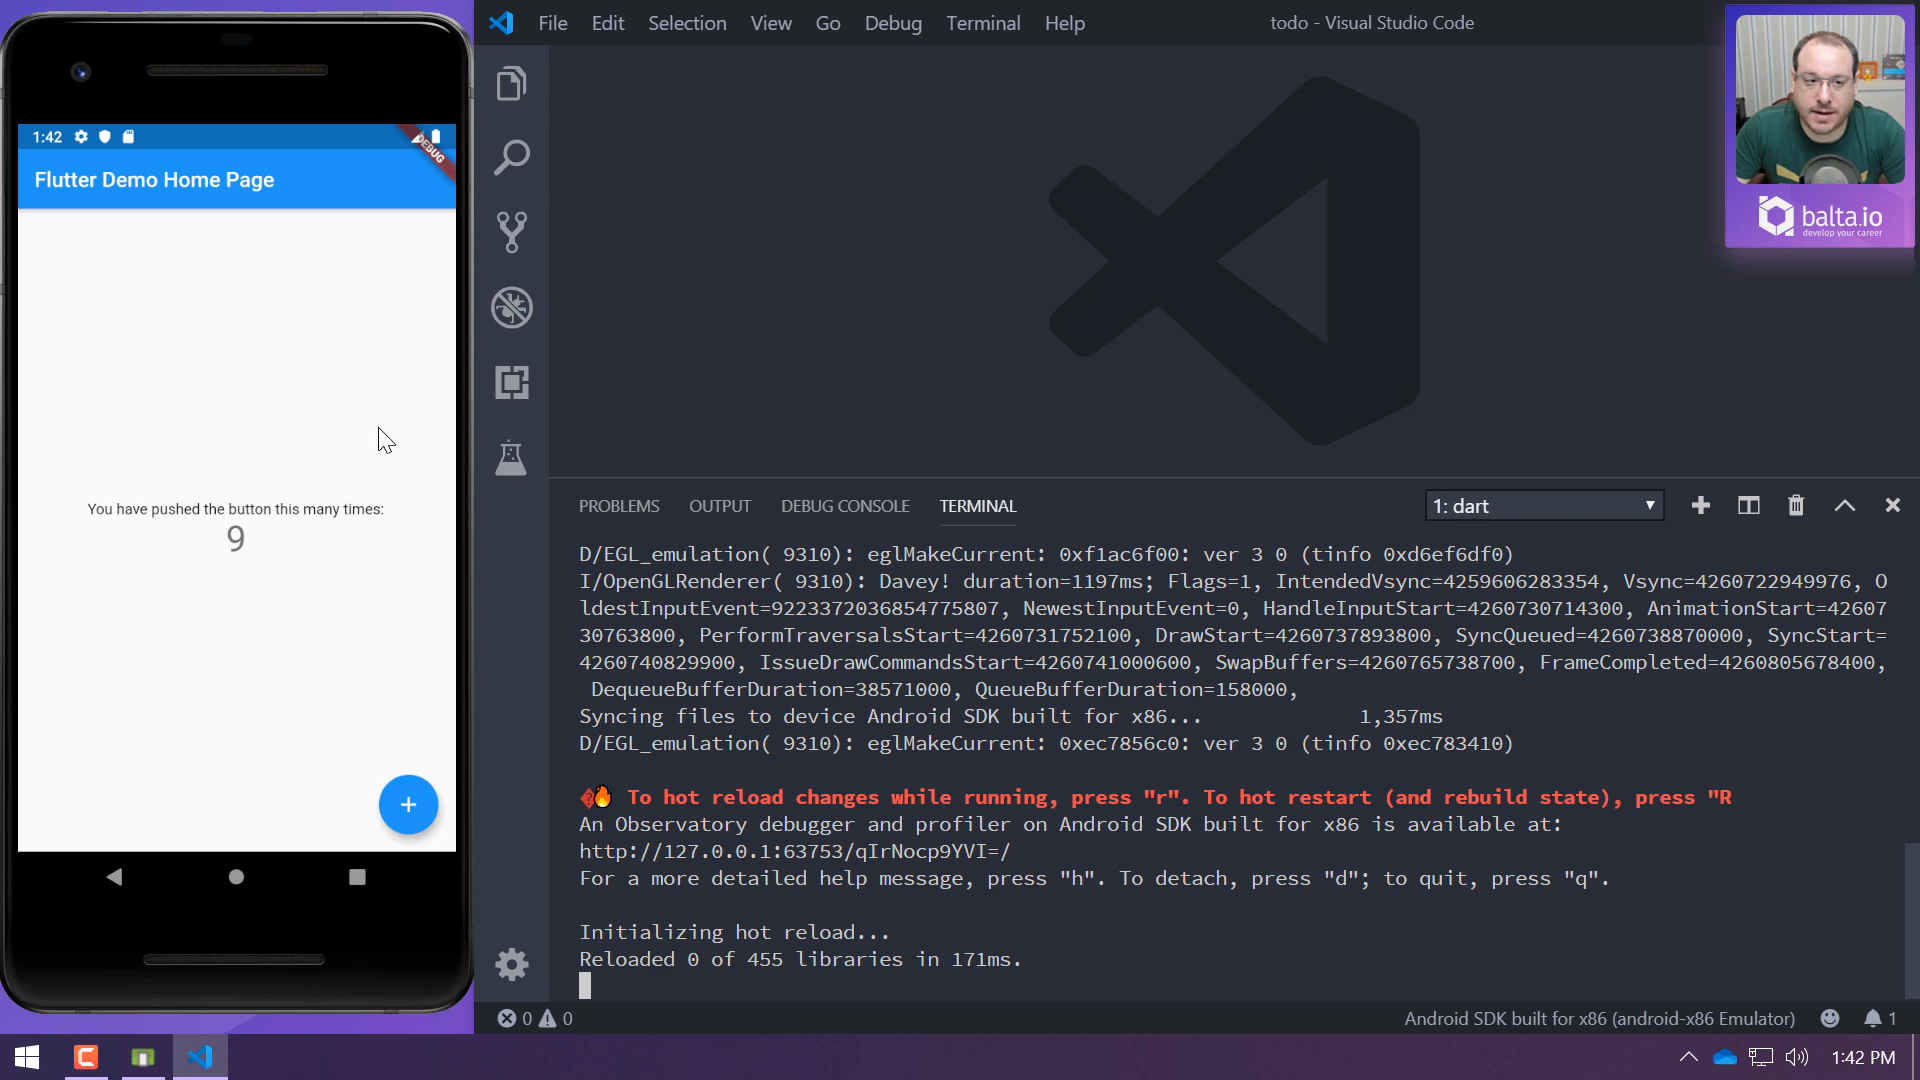 1:42
DEBUG
Flutter Demo Home Page
You have pushed the button this many times:
9
+
File Edit Selection View Go Debug Terminal Help
todo - Visual Studio Code
balta.io
develop your career
PROBLEMS OUTPUT DEBUG CONSOLE TERMINAL
1: dart
D/EGL_emulation( 9310): eglMakeCurrent: 0xf1ac6f00: ver 3 0 (tinfo 0xd6ef6df0)
I/OpenGLRenderer( 9310): Davey! duration=1197ms; Flags=1, IntendedVsync=4259606283354, Vsync=4260722949976, O
ldestInputEvent=9223372036854775807, NewestInputEvent=0, HandleInputStart=4260730714300, AnimationStart=42607
30763800, PerformTraversalsStart=4260731752100, DrawStart=4260737893800, SyncQueued=4260738870000, SyncStart=
4260740829900, IssueDrawCommandsStart=4260741000600, SwapBuffers=4260765738700, FrameCompleted=4260805678400,
DequeueBufferDuration=38571000, QueueBufferDuration=158000,
Syncing files to device Android SDK built for x86... 1,357ms
D/EGL_emulation( 9310): eglMakeCurrent: 0xec7856c0: ver 3 0 (tinfo 0xec783410)
🔥 To hot reload changes while running, press "r". To hot restart (and rebuild state), press "R
An Observatory debugger and profiler on Android SDK built for x86 is available at:
http://127.0.0.1:63753/qIrNocp9YVI=/
For a more detailed help message, press "h". To detach, press "d"; to quit, press "q".
Initializing hot reload...
Reloaded 0 of 455 libraries in 171ms.
0 0
Android SDK built for x86 (android-x86 Emulator)
1
1:42 PM